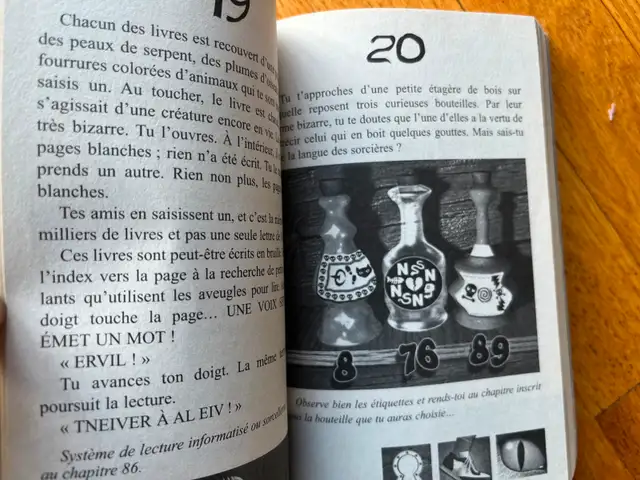 19
Chacun des livres est recouvert d'une
des peaux de serpent, des plumes
fourrures colorées d'animaux qui te
saisis un. Au toucher, le livre est
s'agissait d'une créature encore en vie.
très bizarre. Tu l'ouvres. À l'intérieur,
pages blanches ; rien n'a été écrit. Tu
prends un autre. Rien non plus, les
blanches.
Tes amis en saisissent un, et c'est la
milliers de livres et pas une seule lettre
Ces livres sont peut-être écrits en
l'index vers la page à la recherche de
lants qu'utilisent les aveugles pour
doigt touche la page... UNE VOIX
ÉMET UN MOT !
« ERVIL ! »
Tu avances ton doigt. La même
poursuit la lecture.
« TNEIVER À AL EIV ! »
Système de lecture informatisé ou
au chapitre 86.
20
Tu t'approches d'une petite étagère de bois sur
quelle reposent trois curieuses bouteilles. Par leur
me bizarre, tu te doutes que l'une d'elles a la vertu de
écir celui qui en boit quelques gouttes. Mais sais-tu
la langue des sorcières ?
8 76 89
Observe bien les étiquettes et rends-toi au chapitre inscrit
sous la bouteille que tu auras choisie...